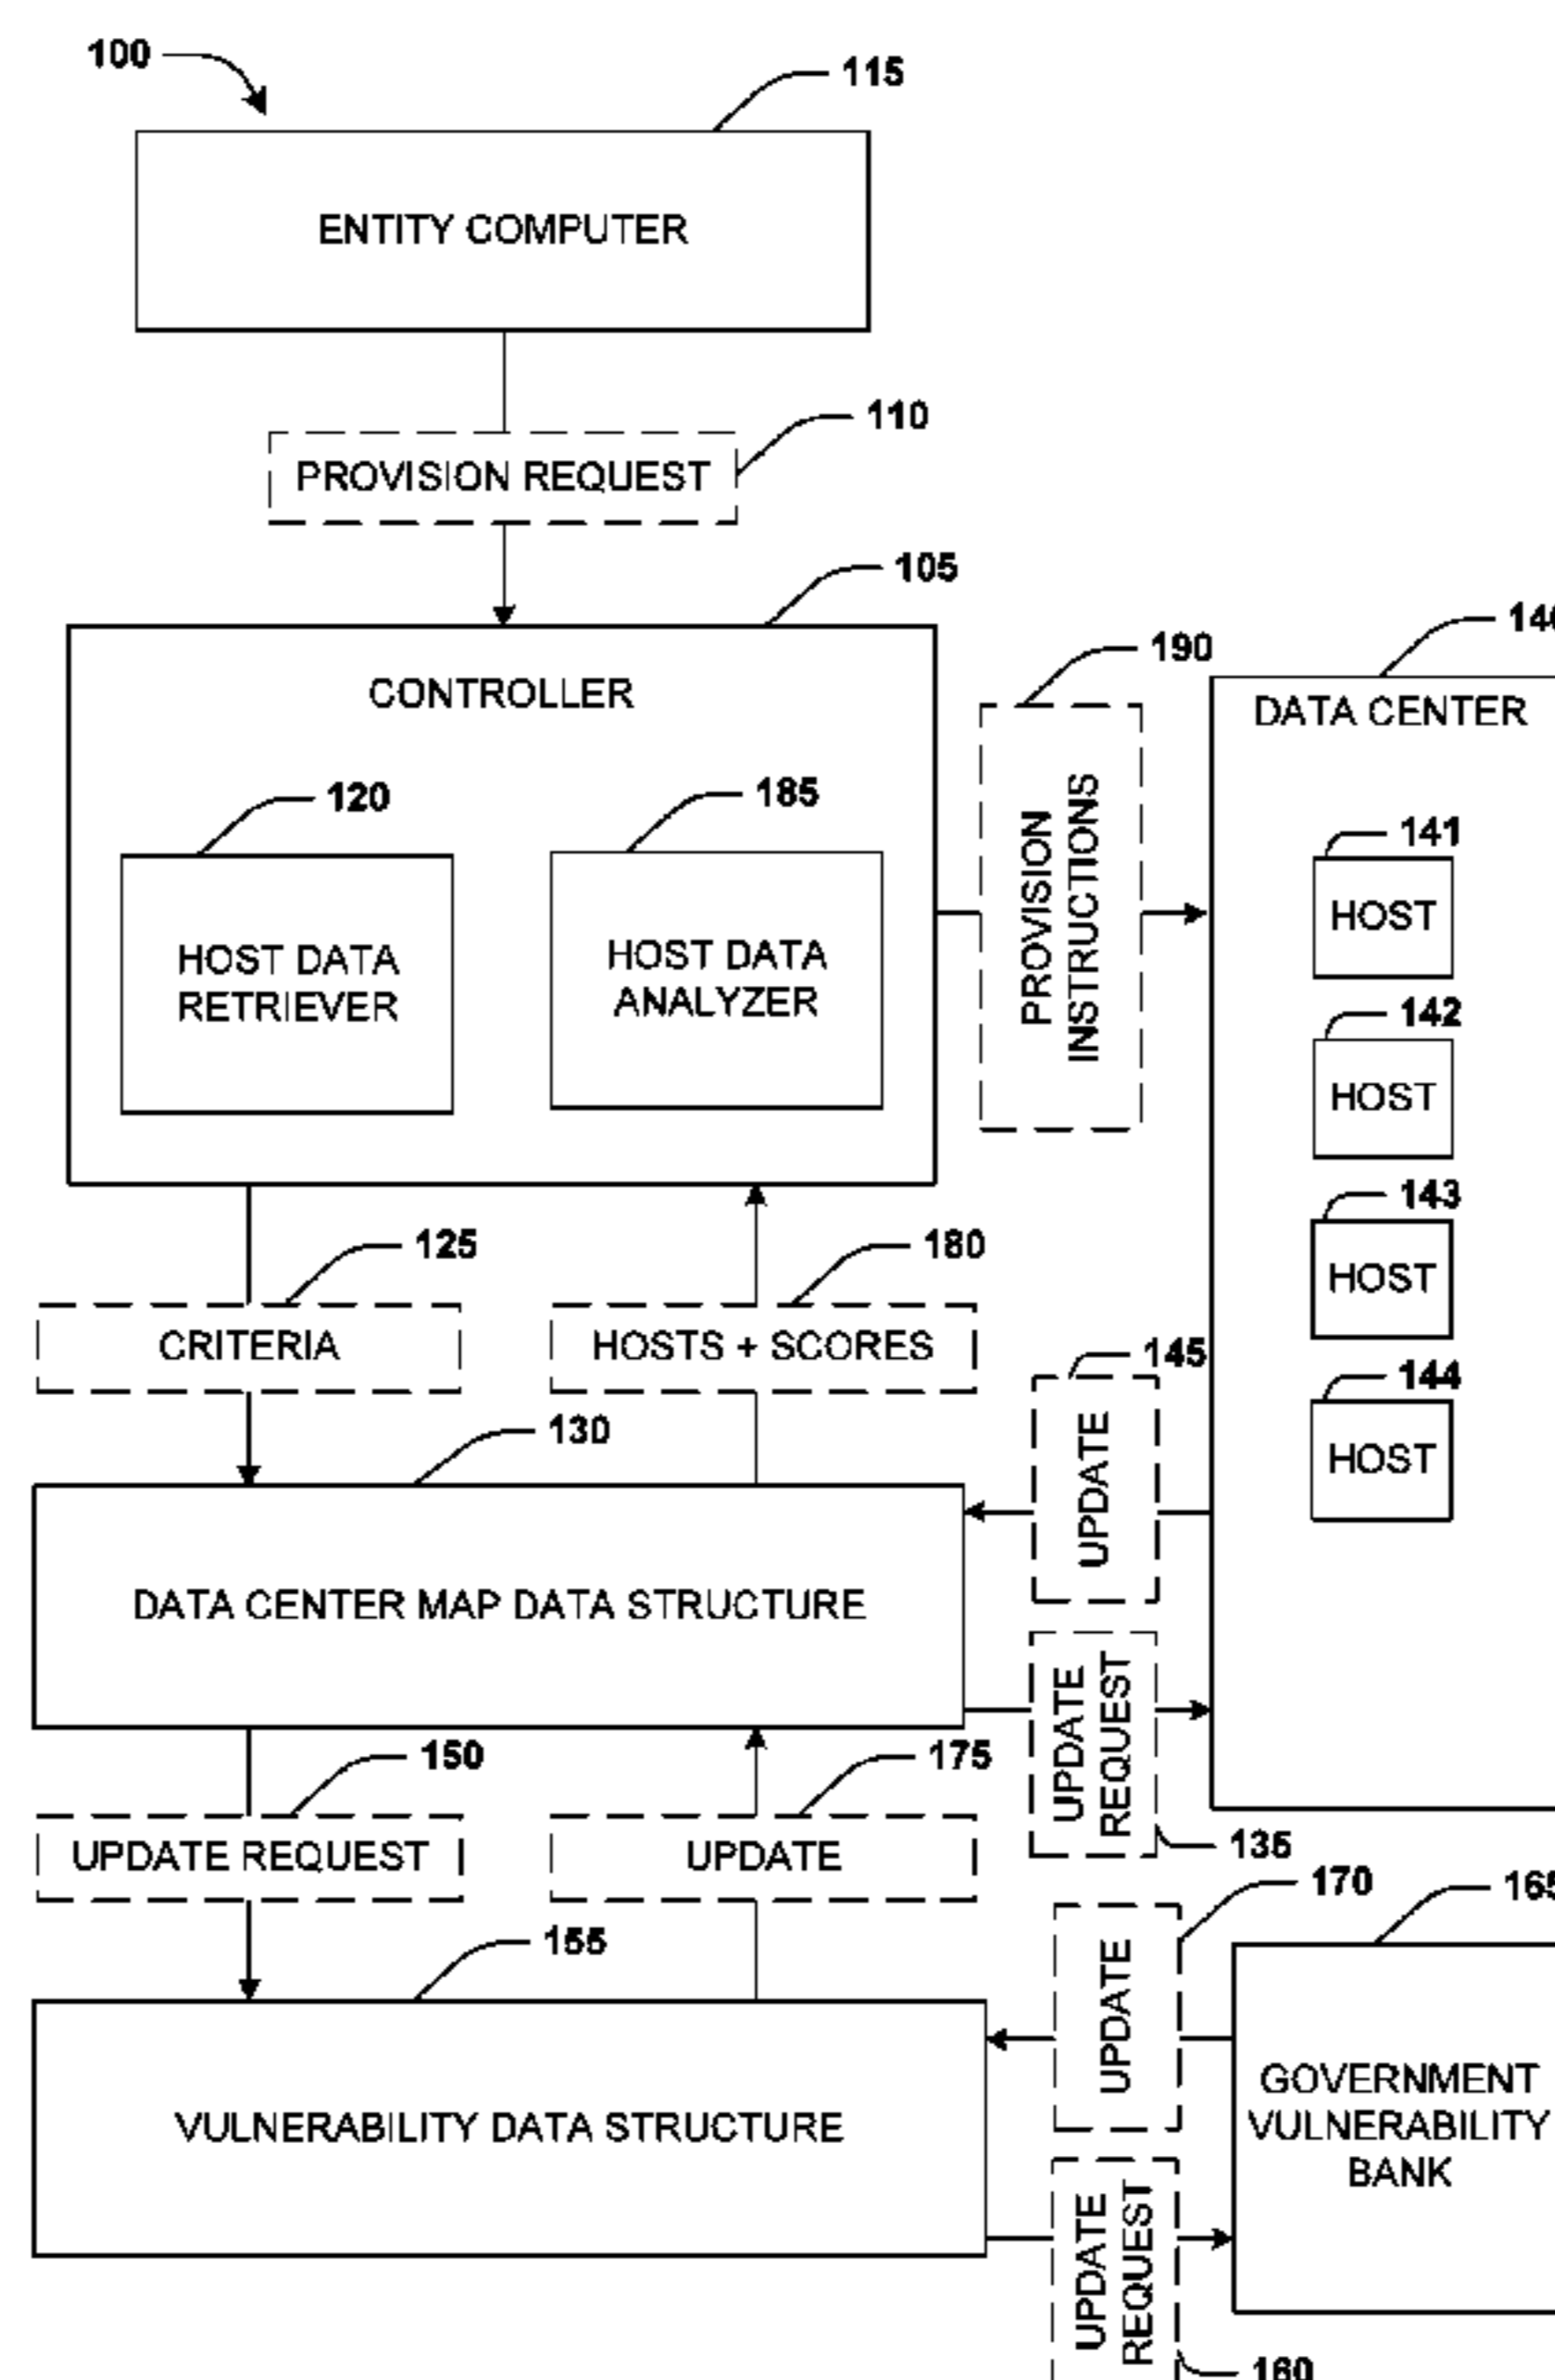 100
115
ENTITY COMPUTER
110
PROVISION REQUEST
105
CONTROLLER
190
DATA CENTER
120
185
HOST DATA
RETRIEVER
HOST DATA
ANALYZER
PROVISION
INSTRUCTIONS
141
HOST
142
HOST
143
HOST
144
HOST
125
180
CRITERIA
HOSTS + SCORES
145
UPDATE
130
DATA CENTER MAP DATA STRUCTURE
UPDATE
REQUEST
135
150
175
UPDATE REQUEST
UPDATE
170
165
UPDATE
155
VULNERABILITY DATA STRUCTURE
GOVERNMENT
VULNERABILITY
BANK
UPDATE
REQUEST
160